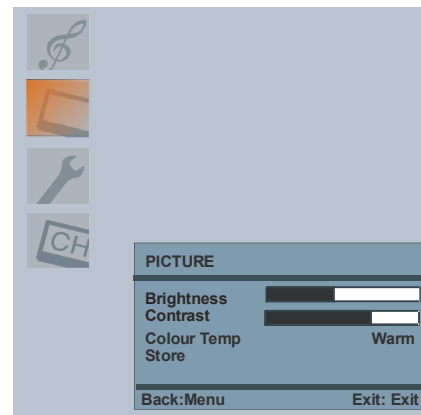 CH
PICTURE
Brightness
Contrast
Colour Temp Warm
Store
Back:Menu Exit: Exit